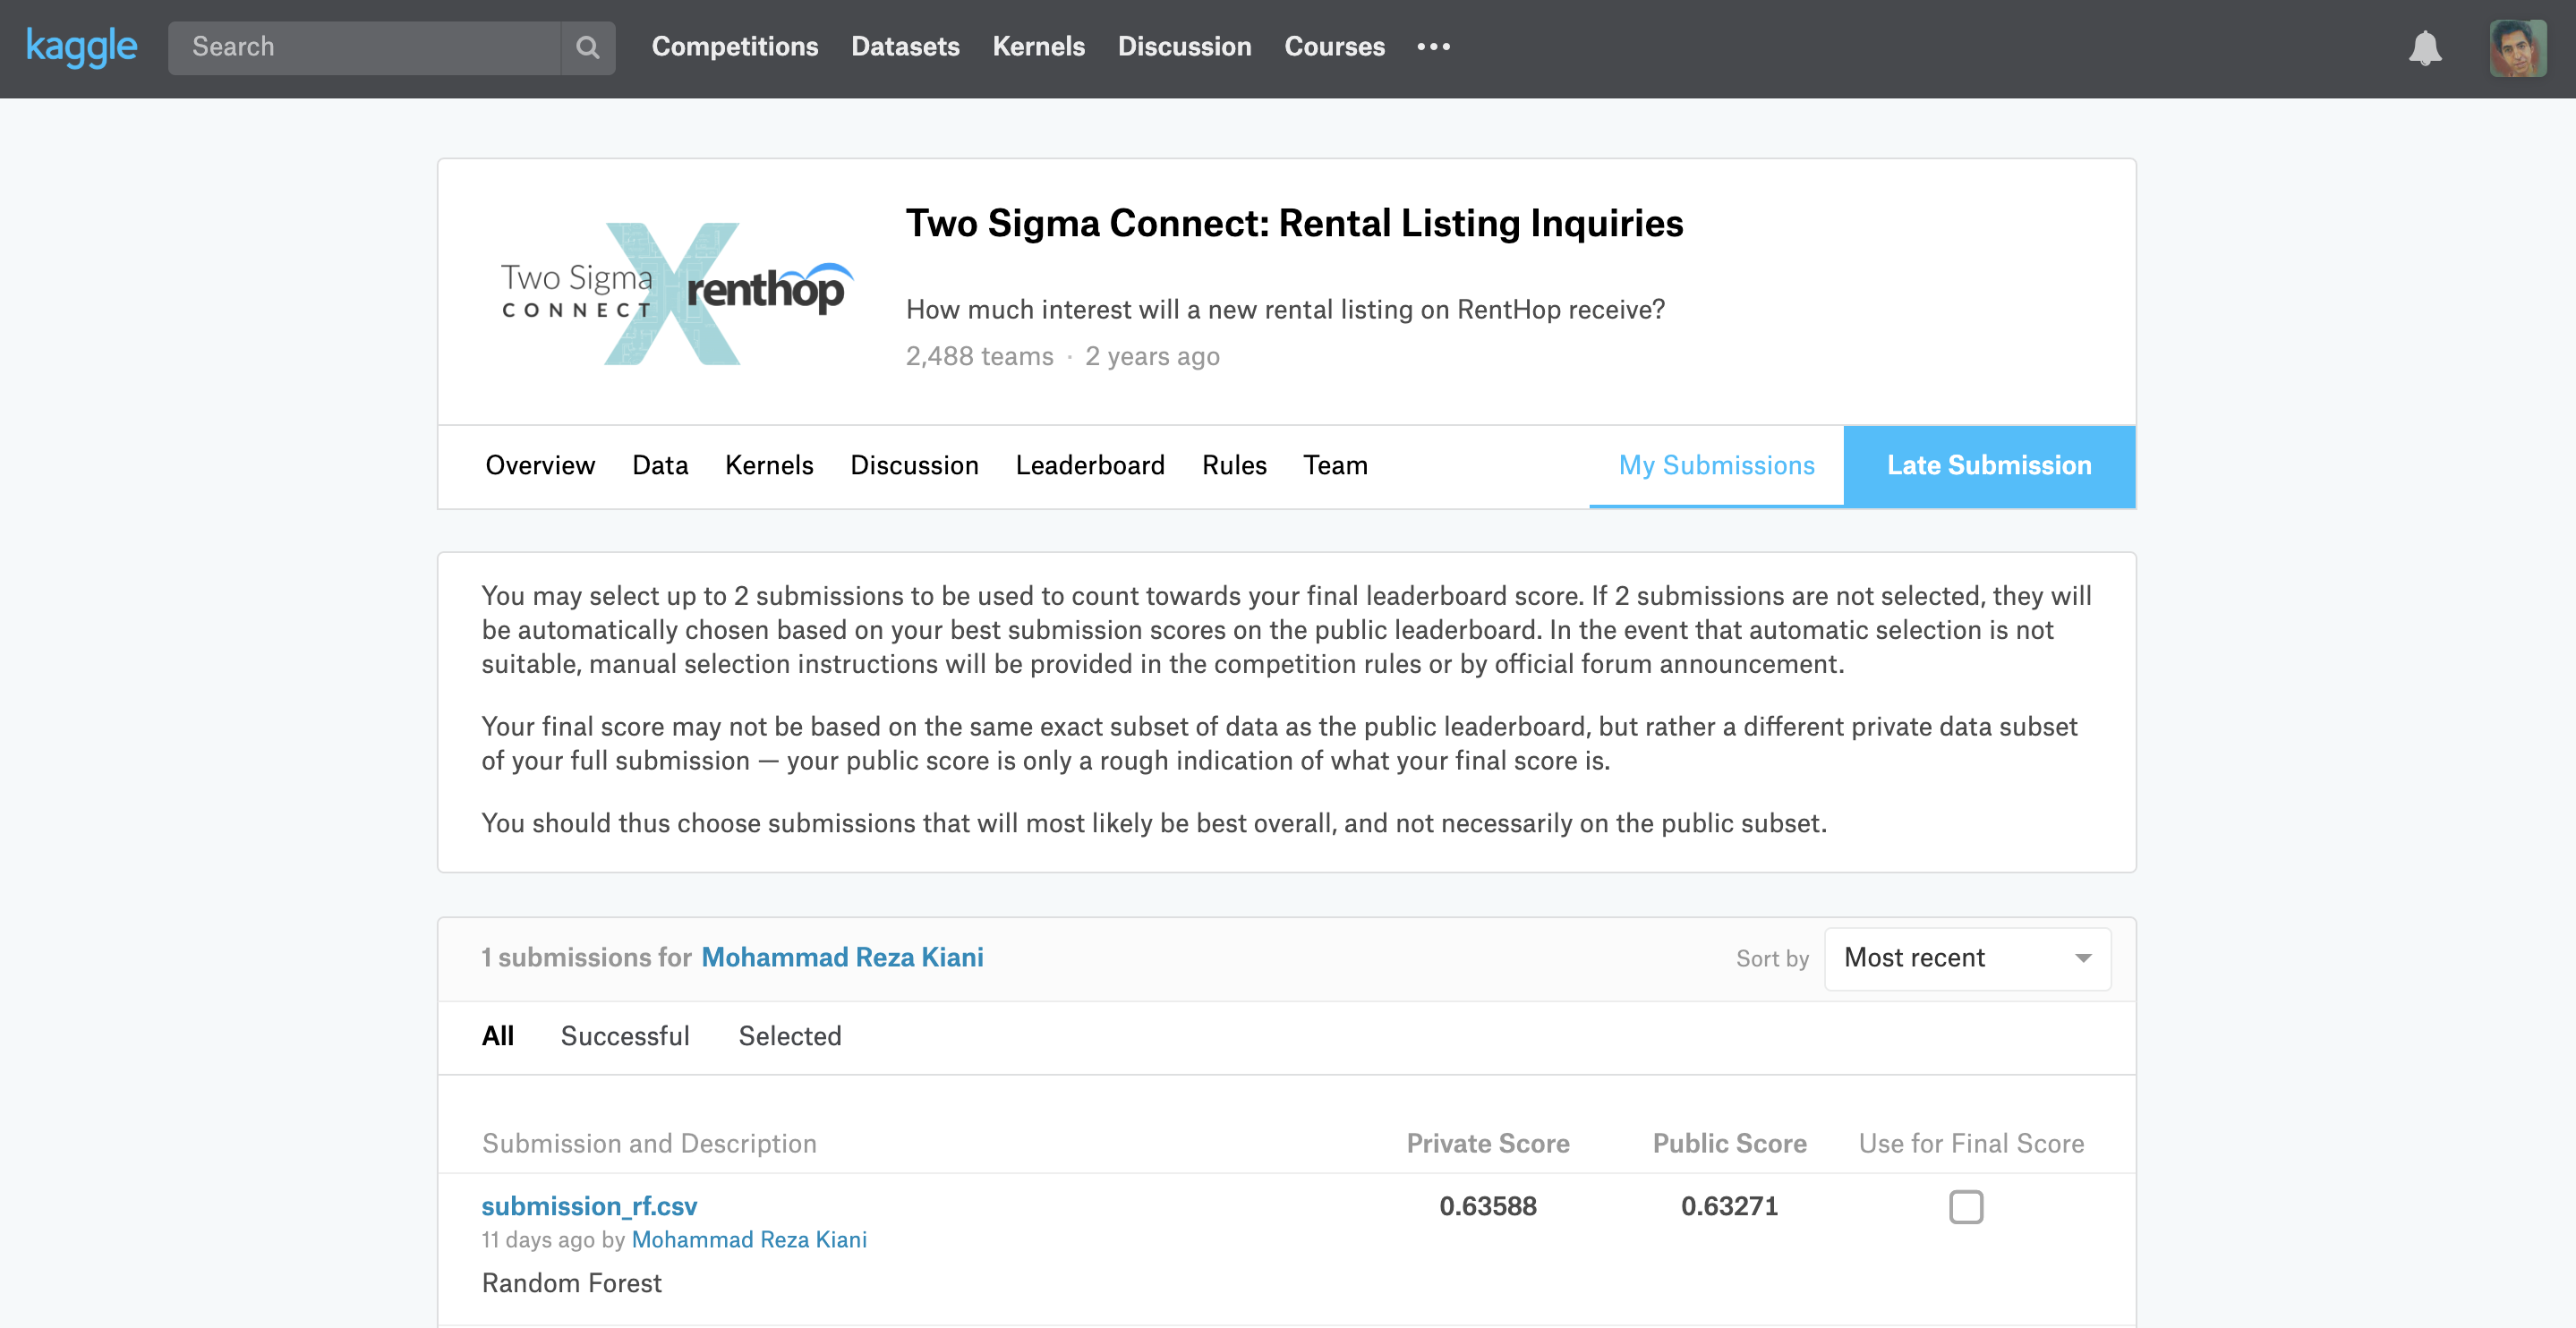 kaggle
Search
Competitions Datasets Kernels Discussion Courses •••
Two Sigma
CONNECT
X
renthop
Two Sigma Connect: Rental Listing Inquiries
How much interest will a new rental listing on RentHop receive?
2,488 teams · 2 years ago
Overview Data Kernels Discussion Leaderboard Rules Team My Submissions Late Submission
You may select up to 2 submissions to be used to count towards your final leaderboard score. If 2 submissions are not selected, they will
be automatically chosen based on your best submission scores on the public leaderboard. In the event that automatic selection is not
suitable, manual selection instructions will be provided in the competition rules or by official forum announcement.
Your final score may not be based on the same exact subset of data as the public leaderboard, but rather a different private data subset
of your full submission — your public score is only a rough indication of what your final score is.
You should thus choose submissions that will most likely be best overall, and not necessarily on the public subset.
1 submissions for Mohammad Reza Kiani Sort by Most recent
All Successful Selected
Submission and Description Private Score Public Score Use for Final Score
submission_rf.csv 0.63588 0.63271
11 days ago by Mohammad Reza Kiani
Random Forest